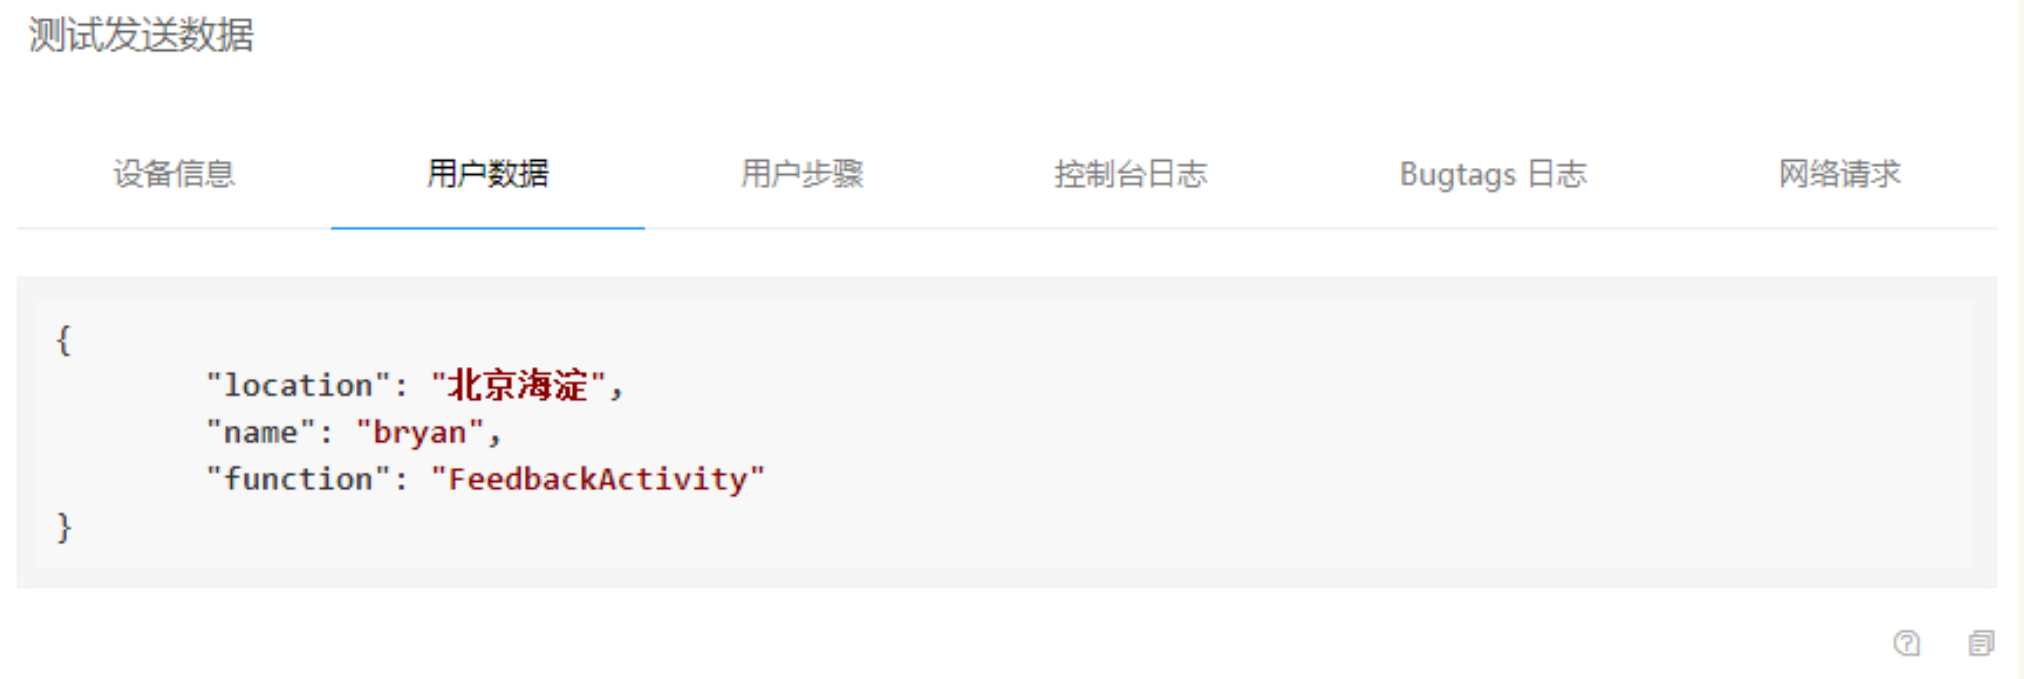 测试发送数据
设备信息 用户数据 用户步骤 控制台日志 Bugtags 日志 网络请求
{
"location": "北京海淀",
"name": "bryan",
"function": "FeedbackActivity"
}